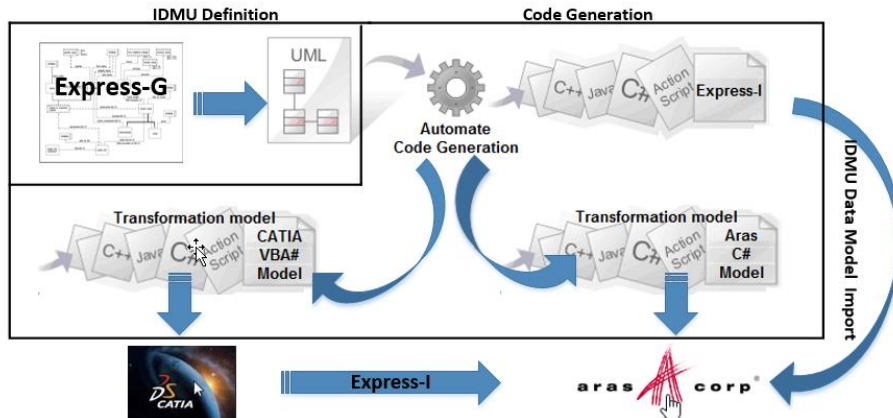 IDMU Definition
Code Generation
Express-G
UML
C++
Java
C#
Action
Script
Express-I
Automate
Code Generation
IDMU Data Model Import
Transformation model
C++
Java
C#
Action
Script
CATIA
VBA#
Model
Transformation model
C++
Java
C#
Action
Script
Aras
C#
Model
DS
CATIA
Express-I
aras corp®